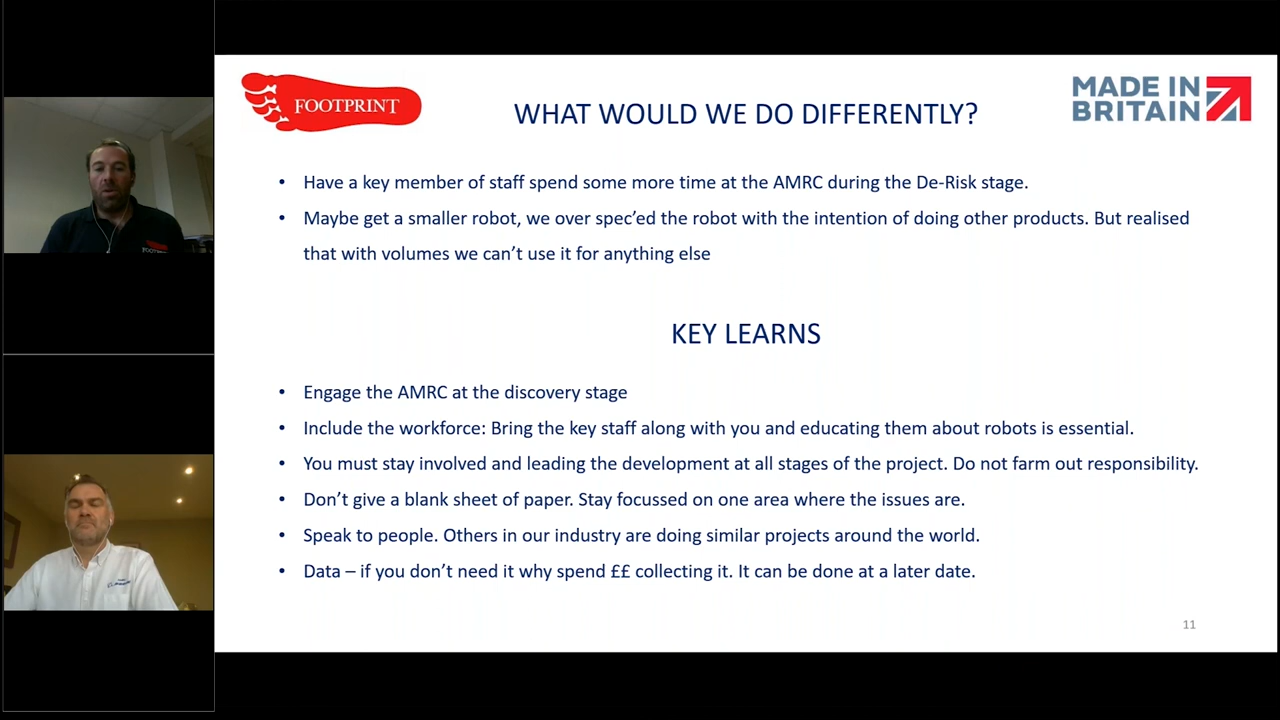 FOOTPRINT
MADE IN
BRITAIN
WHAT WOULD WE DO DIFFERENTLY?
• Have a key member of staff spend some more time at the AMRC during the De-Risk stage.
• Maybe get a smaller robot, we over spec’ed the robot with the intention of doing other products. But realised
that with volumes we can’t use it for anything else
KEY LEARNS
• Engage the AMRC at the discovery stage
• Include the workforce: Bring the key staff along with you and educating them about robots is essential.
• You must stay involved and leading the development at all stages of the project. Do not farm out responsibility.
• Don’t give a blank sheet of paper. Stay focussed on one area where the issues are.
• Speak to people. Others in our industry are doing similar projects around the world.
• Data – if you don’t need it why spend ££ collecting it. It can be done at a later date.
11